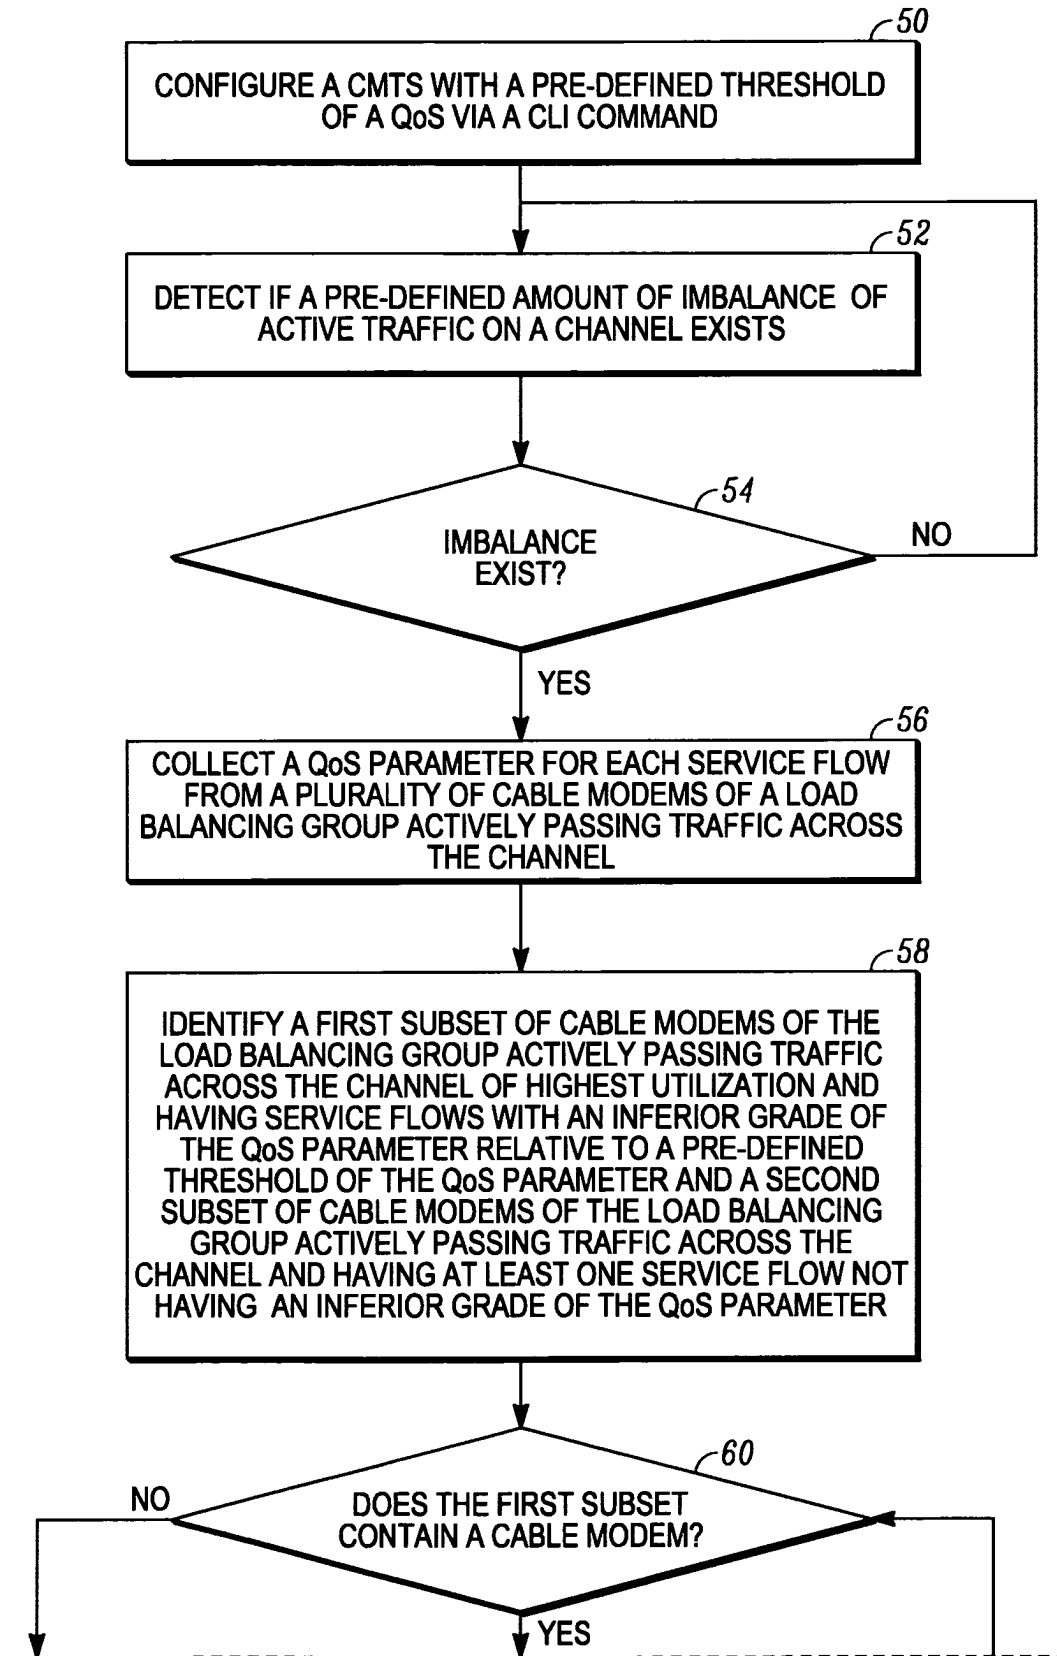 50
CONFIGURE A CMTS WITH A PRE-DEFINED THRESHOLD
OF A QoS VIA A CLI COMMAND
52
DETECT IF A PRE-DEFINED AMOUNT OF IMBALANCE OF
ACTIVE TRAFFIC ON A CHANNEL EXISTS
54
IMBALANCE
EXIST?
NO
YES
56
COLLECT A QoS PARAMETER FOR EACH SERVICE FLOW
FROM A PLURALITY OF CABLE MODEMS OF A LOAD
BALANCING GROUP ACTIVELY PASSING TRAFFIC ACROSS
THE CHANNEL
58
IDENTIFY A FIRST SUBSET OF CABLE MODEMS OF THE
LOAD BALANCING GROUP ACTIVELY PASSING TRAFFIC
ACROSS THE CHANNEL OF HIGHEST UTILIZATION AND
HAVING SERVICE FLOWS WITH AN INFERIOR GRADE OF
THE QoS PARAMETER RELATIVE TO A PRE-DEFINED
THRESHOLD OF THE QoS PARAMETER AND A SECOND
SUBSET OF CABLE MODEMS OF THE LOAD BALANCING
GROUP ACTIVELY PASSING TRAFFIC ACROSS THE
CHANNEL AND HAVING AT LEAST ONE SERVICE FLOW NOT
HAVING AN INFERIOR GRADE OF THE QoS PARAMETER
60
NO
DOES THE FIRST SUBSET
CONTAIN A CABLE MODEM?
YES